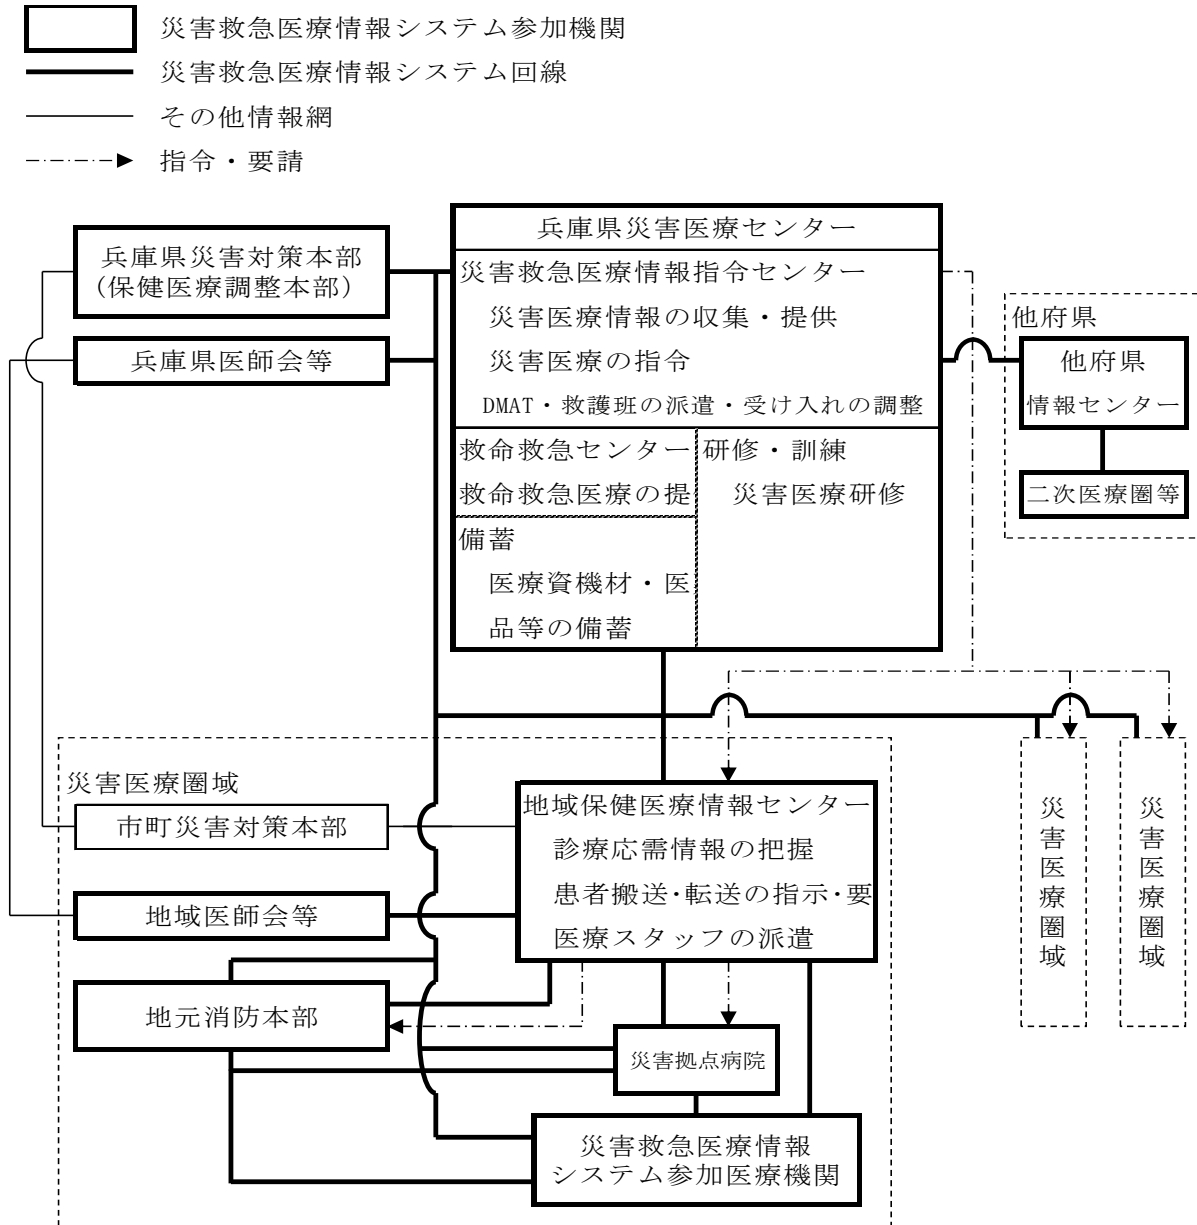 災害救急医療情報システム参加機関
災害救急医療情報システム回線
その他情報網
指令・要請
兵庫県災害医療センター
災害救急医療情報指令センター
災害医療情報の収集・提供
災害医療の指令
DMAT・救護班の派遣・受け入れの調整
救命救急センター
救命救急医療の提
備蓄
医療資機材・医
品等の備蓄
研修・訓練
災害医療研修
兵庫県災害対策本部
(保健医療調整本部)
兵庫県医師会等
他府県
他府県
情報センター
二次医療圏等
災害医療圏域
市町災害対策本部
地域医師会等
地元消防本部
地域保健医療情報センター
診療応需情報の把握
患者搬送・転送の指示・要
医療スタッフの派遣
災害拠点病院
災害救急医療情報
システム参加医療機関
災害医療圏域
災害医療圏域